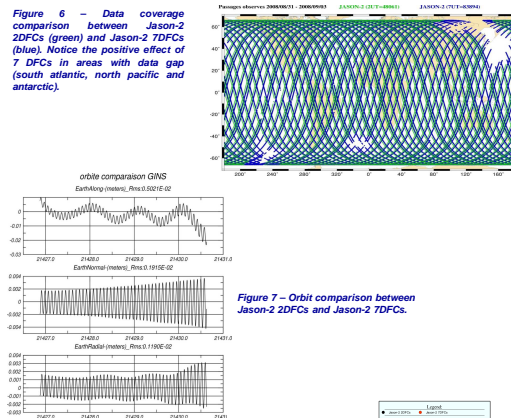 Figure 6 – Data coverage
comparison between Jason-2
2DFCs (green) and Jason-2 7DFCs
(blue). Notice the positive effect of
7 DFCs in areas with data gap
(south atlantic, north pacific and
antarctic).
Passages observes 2008/08/31 - 2008/09/03 JASON-2 (2UT=48061) JASON-2 (7UT=83894)
60˚
40˚
20˚
0˚
-20˚
-40˚
-60˚
200˚ 240˚ 280˚ 320˚ 0˚ 40˚ 80˚ 120˚ 160˚
orbite comparaison GINS
EarthAlong-(meters)_Rms:0.5021E-02
0
-0.01
-0.02
-0.03
21427.0 21428.0 21429.0 21430.0 21431.0
EarthNormal-(meters)_Rms:0.1915E-02
0.004
0.002
0
-0.002
-0.004
21427.0 21428.0 21429.0 21430.0 21431.0
EarthRadial-(meters)_Rms:0.1190E-02
0.004
0.003
0.002
0.001
0
-0.001
-0.002
-0.003
21427.0 21428.0 21429.0 21430.0 21431.0
Figure 7 – Orbit comparison between
Jason-2 2DFCs and Jason-2 7DFCs.
Legend
Jason-2 2DFCs Jason-2 7DFCs